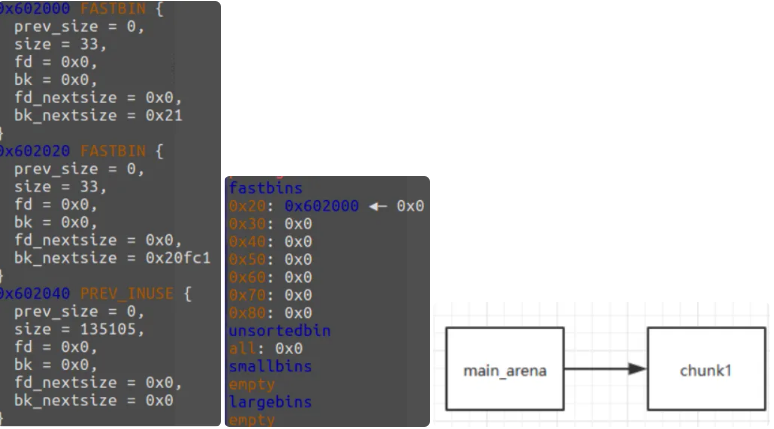 0x602000 FASTBIN {
prev_size = 0,
size = 33,
fd = 0x0,
bk = 0x0,
fd_nextsize = 0x0,
bk_nextsize = 0x21
}
0x602020 FASTBIN {
prev_size = 0,
size = 33,
fd = 0x0,
bk = 0x0,
fd_nextsize = 0x0,
bk_nextsize = 0x20fc1
}
0x602040 PREV_INUSE {
prev_size = 0,
size = 135105,
fd = 0x0,
bk = 0x0,
fd_nextsize = 0x0,
bk_nextsize = 0x0
}
fastbins
0x20: 0x602000 ◂— 0x0
0x30: 0x0
0x40: 0x0
0x50: 0x0
0x60: 0x0
0x70: 0x0
0x80: 0x0
unsortedbin
all: 0x0
smallbins
empty
largebins
empty
main_arena
chunk1